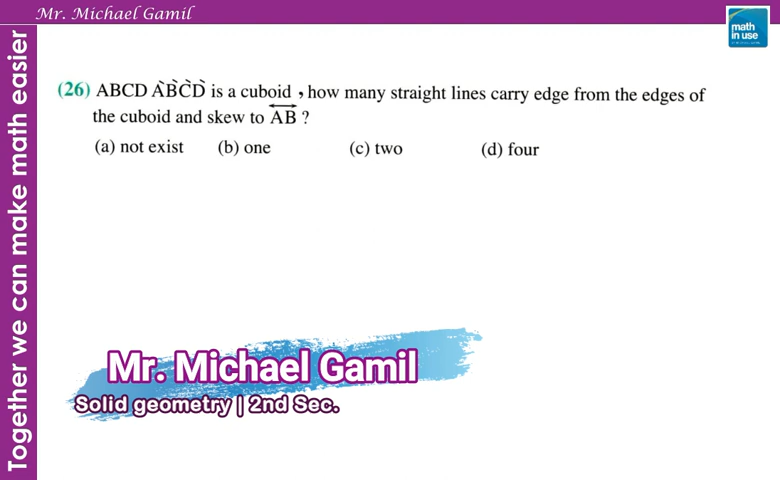 Mr. Michael Gamil
math
in use
Together we can make math easier
(26) ABCD ÀB̀C̀D̀ is a cuboid , how many straight lines carry edge from the edges of
the cuboid and skew to A͍B ?
(a) not exist (b) one (c) two (d) four
Mr. Michael Gamil
Solid geometry | 2nd Sec.